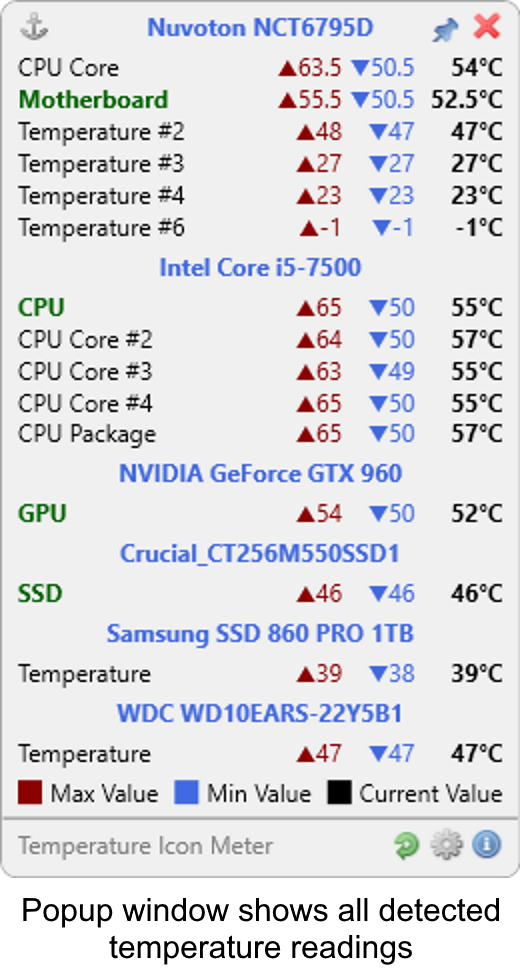 Nuvoton NCT6795D
CPU Core ▲63.5 ▼50.5 54°C
Motherboard ▲55.5 ▼50.5 52.5°C
Temperature #2 ▲48 ▼47 47°C
Temperature #3 ▲27 ▼27 27°C
Temperature #4 ▲23 ▼23 23°C
Temperature #6 ▲-1 ▼-1 -1°C
Intel Core i5-7500
CPU ▲65 ▼50 55°C
CPU Core #2 ▲64 ▼50 57°C
CPU Core #3 ▲63 ▼49 55°C
CPU Core #4 ▲65 ▼50 55°C
CPU Package ▲65 ▼50 57°C
NVIDIA GeForce GTX 960
GPU ▲54 ▼50 52°C
Crucial_CT256M550SSD1
SSD ▲46 ▼46 46°C
Samsung SSD 860 PRO 1TB
Temperature ▲39 ▼38 39°C
WDC WD10EARS-22Y5B1
Temperature ▲47 ▼47 47°C
Max Value Min Value Current Value
Temperature Icon Meter
Popup window shows all detected
temperature readings